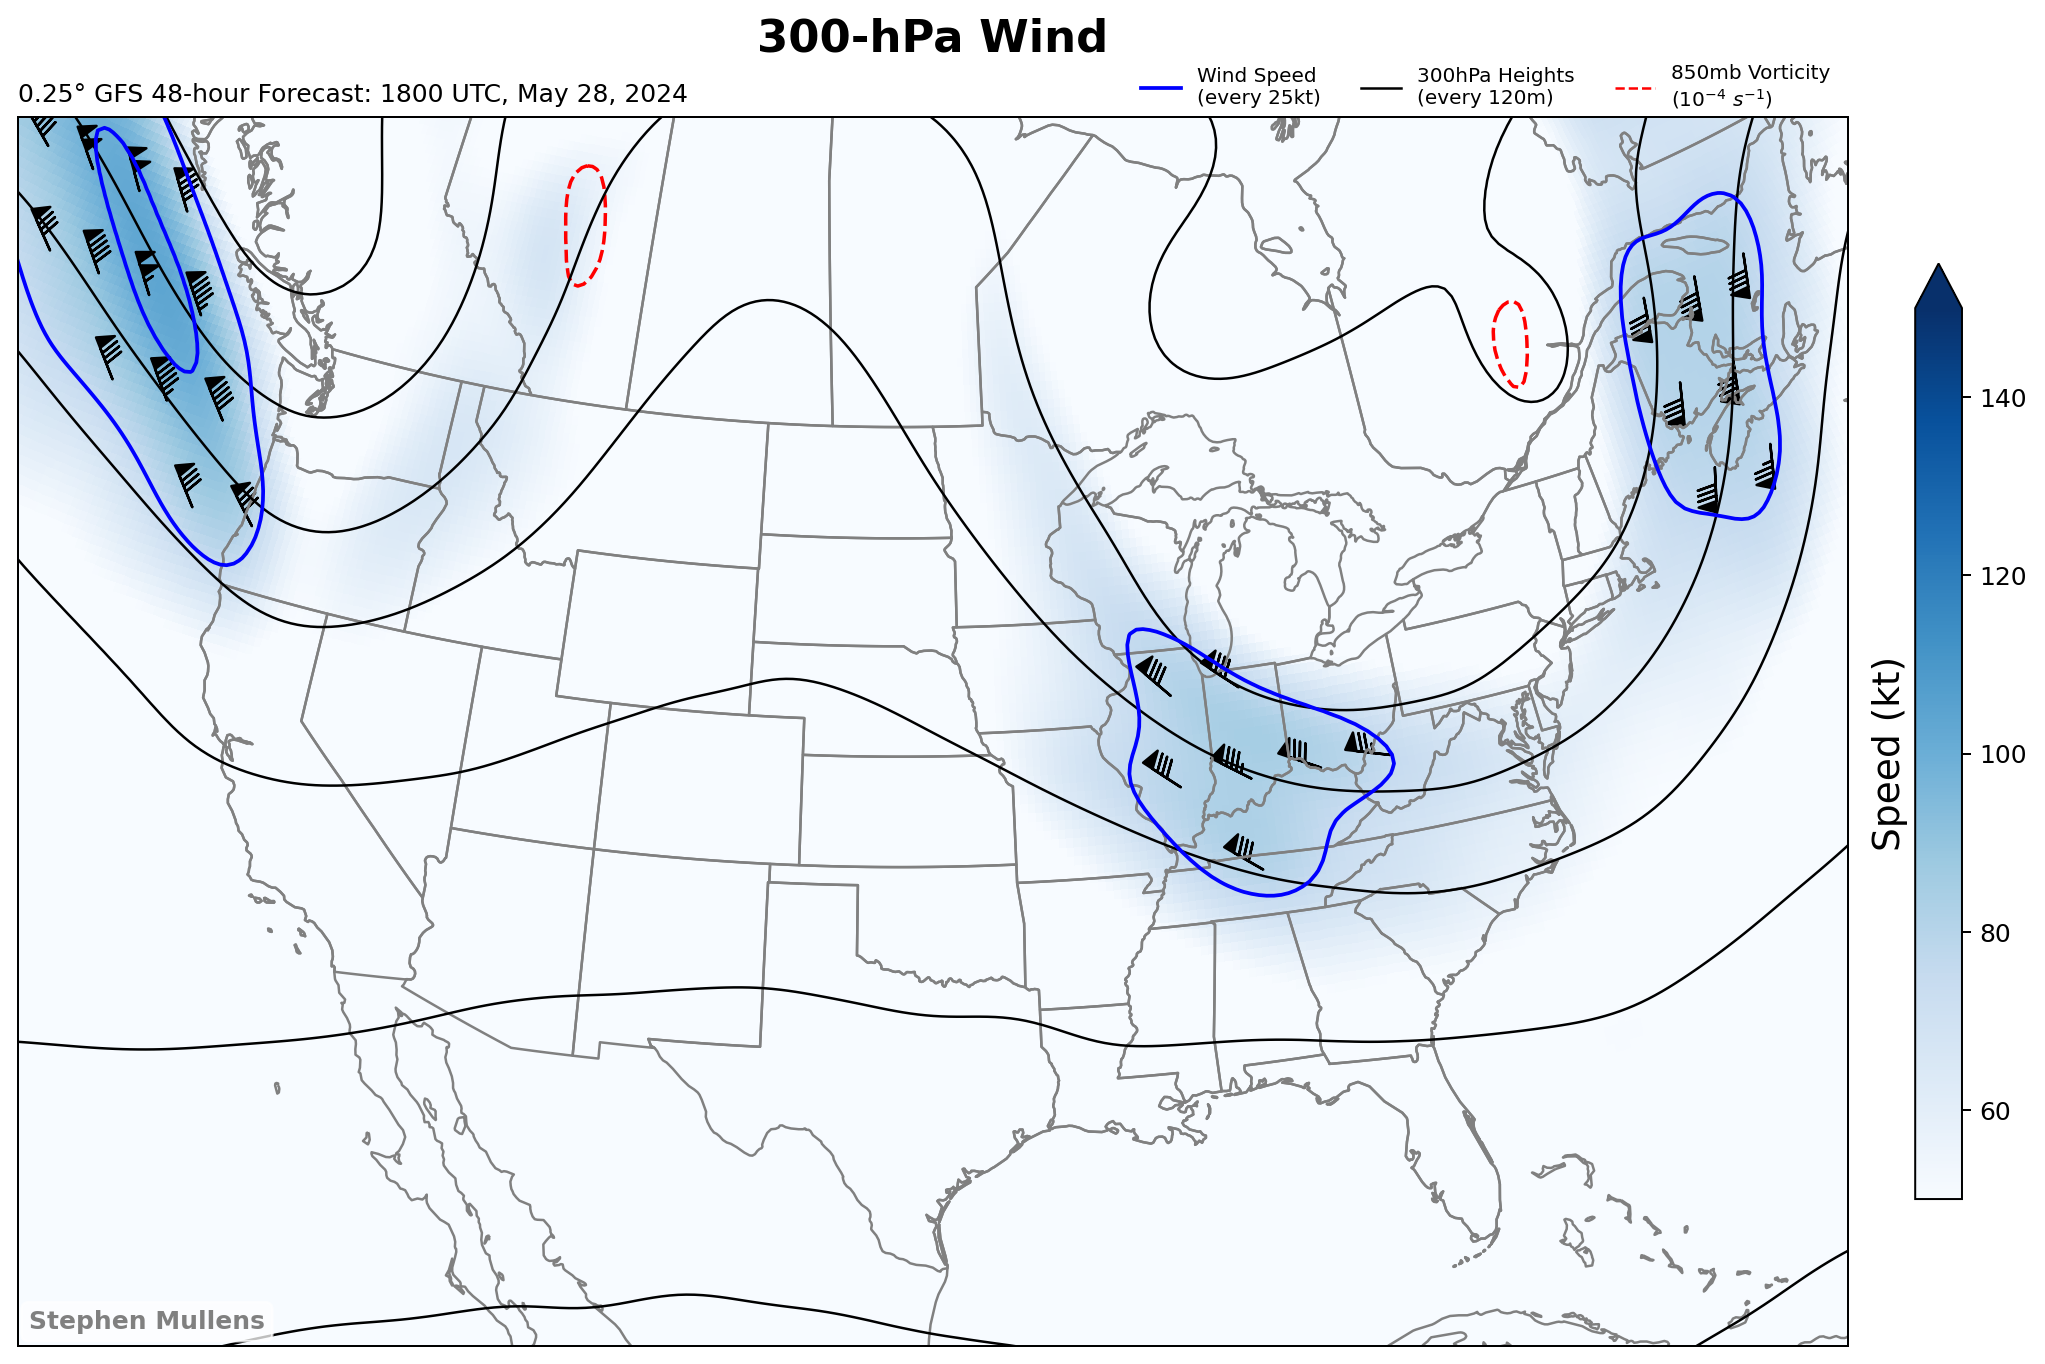 300-hPa Wind
0.25° GFS 48-hour Forecast: 1800 UTC, May 28, 2024
Wind Speed
(every 25kt)
300hPa Heights
(every 120m)
850mb Vorticity
(10⁻⁴ s⁻¹)
140
120
100
80
60
Speed (kt)
Stephen Mullens